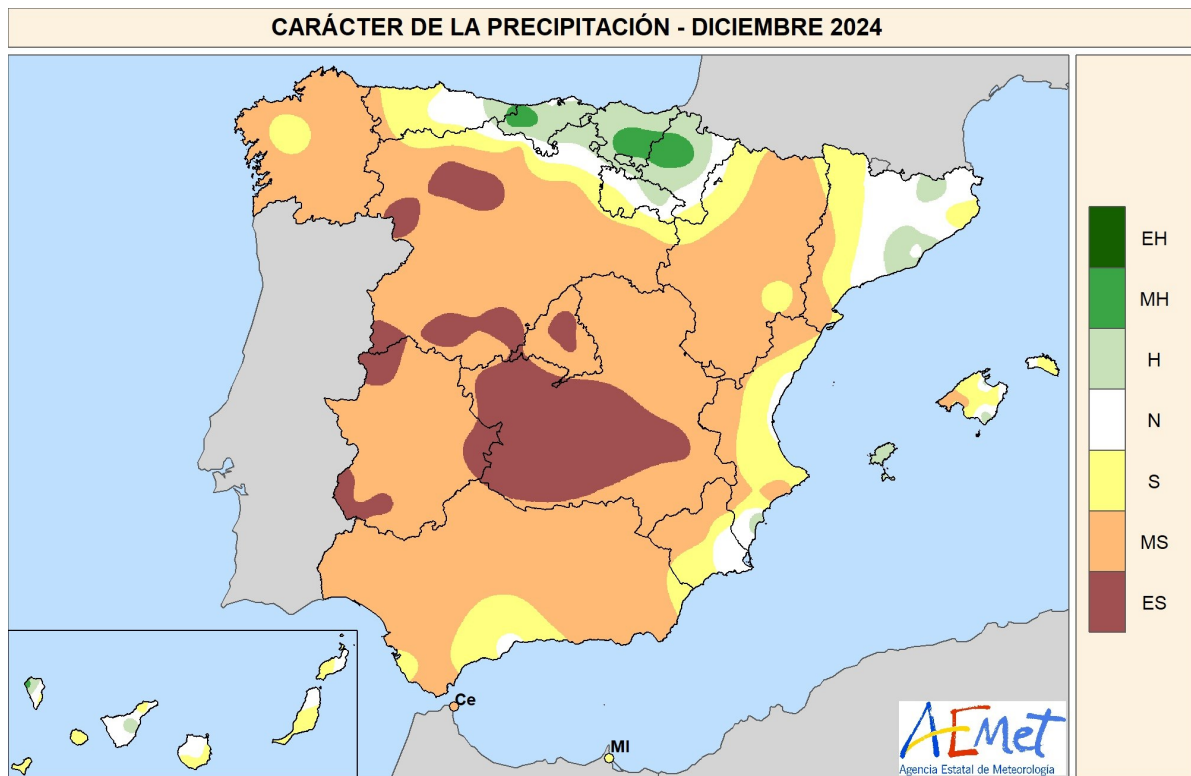 CARÁCTER DE LA PRECIPITACIÓN - DICIEMBRE 2024
EH
MH
H
N
S
MS
ES
Ce
Ml
AEMet
Agencia Estatal de Meteorología